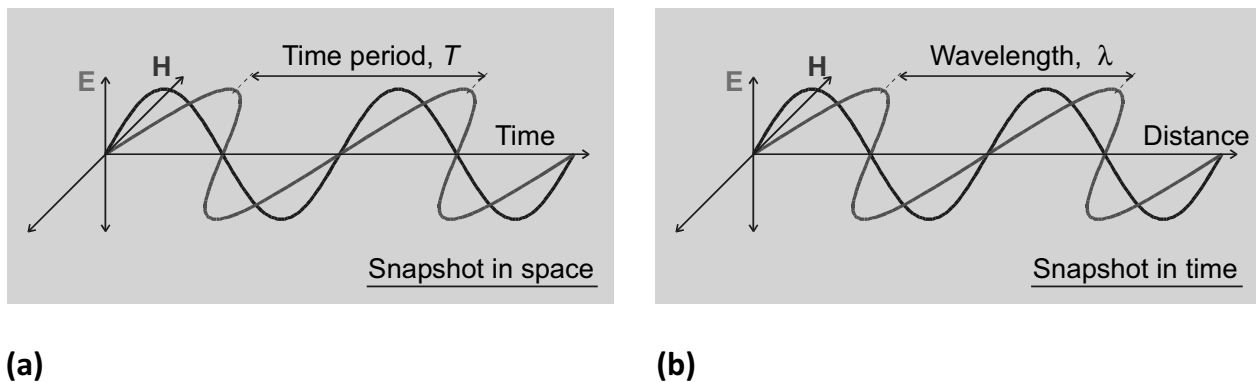 Time period, T
H
E
Time
Snapshot in space
(a)
Wavelength, λ
H
E
Distance
Snapshot in time
(b)